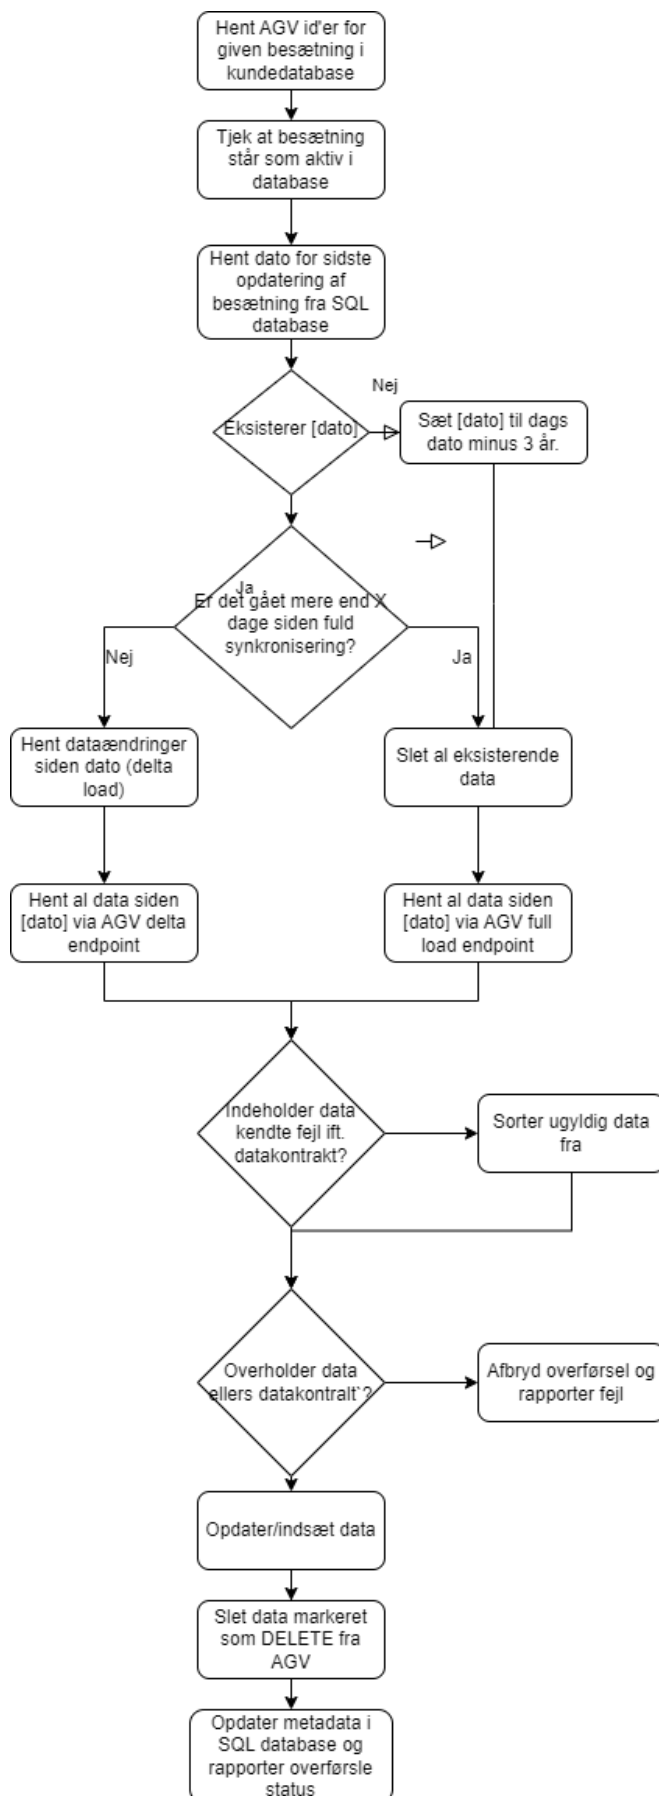 Hent AGV id'er for
given besætning i
kundedatabase
Tjek at besætning
står som aktiv i
database
Hent dato for sidste
opdatering af
besætning fra SQL
database
Nej
Eksisterer [dato]
Sæt [dato] til dags
dato minus 3 år.
Ja
Er det gået mere end X
dage siden fuld
synkronisering?
Nej
Ja
Hent dataændringer
siden dato (delta
load)
Slet al eksisterende
data
Hent al data siden
[dato] via AGV delta
endpoint
Hent al data siden
[dato] via AGV full
load endpoint
Indeholder data
kendte fejl ift.
datakontrakt?
Sorter ugyldig data
fra
Overholder data
ellers datakontralt`?
Afbryd overførsel og
rapporter fejl
Opdater/indsæt data
Slet data markeret
som DELETE fra
AGV
Opdater metadata i
SQL database og
rapporter overførsle
status